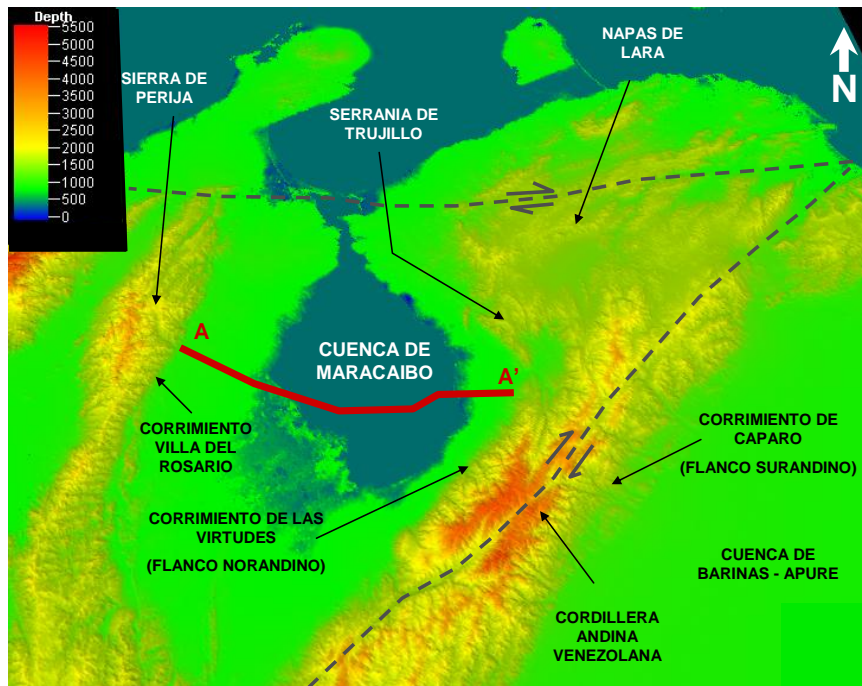 Depth
5500
5000
4500
4000
3500
3000
2500
2000
1500
1000
500
0
SIERRA DE
PERIJA
SERRANIA DE
TRUJILLO
NAPAS DE
LARA
N
A
CUENCA DE
MARACAIBO
A'
CORRIMIENTO
VILLA DEL
ROSARIO
CORRIMIENTO DE
CAPARO
(FLANCO SURANDINO)
CORRIMIENTO DE LAS
VIRTUDES
(FLANCO NORANDINO)
CUENCA DE
BARINAS - APURE
CORDILLERA
ANDINA
VENEZOLANA